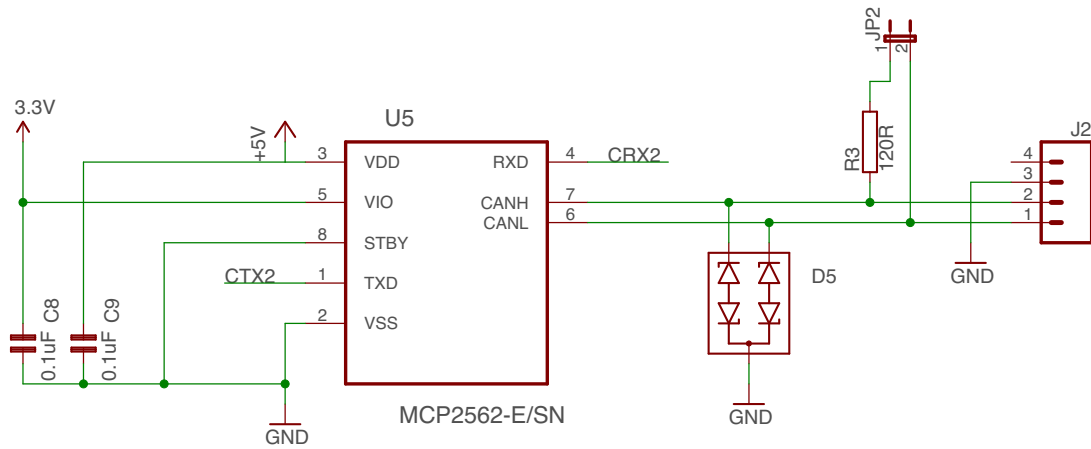 JP2
1
2
3.3V
U5
+5V
R3
120R
J2
3
VDD
RXD
4
CRX2
4
3
5
VIO
CANH
7
2
CANL
6
1
8
STBY
CTX2
1
TXD
GND
D5
2
VSS
C8
0.1uF
C9
0.1uF
MCP2562-E/SN
GND
GND